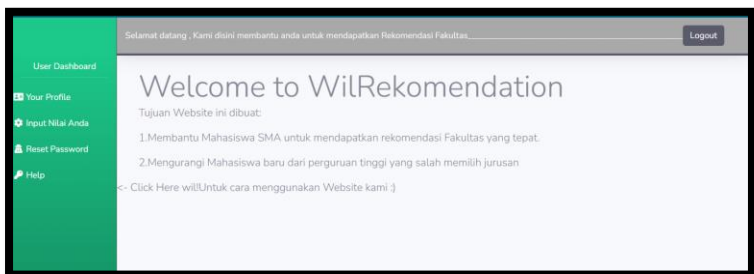 Selamat datang , Kami disini membantu anda untuk mendapatkan Rekomendasi Fakultas.
Logout
User Dashboard
Your Profile
Input Nilai Anda
Reset Password
Help
Welcome to WilRekomendation
Tujuan Website ini dibuat:
1.Membantu Mahasiswa SMA untuk mendapatkan rekomendasi Fakultas yang tepat.
2.Mengurangi Mahasiswa baru dari perguruan tinggi yang salah memilih jurusan
<- Click Here wil!Untuk cara menggunakan Website kami :)